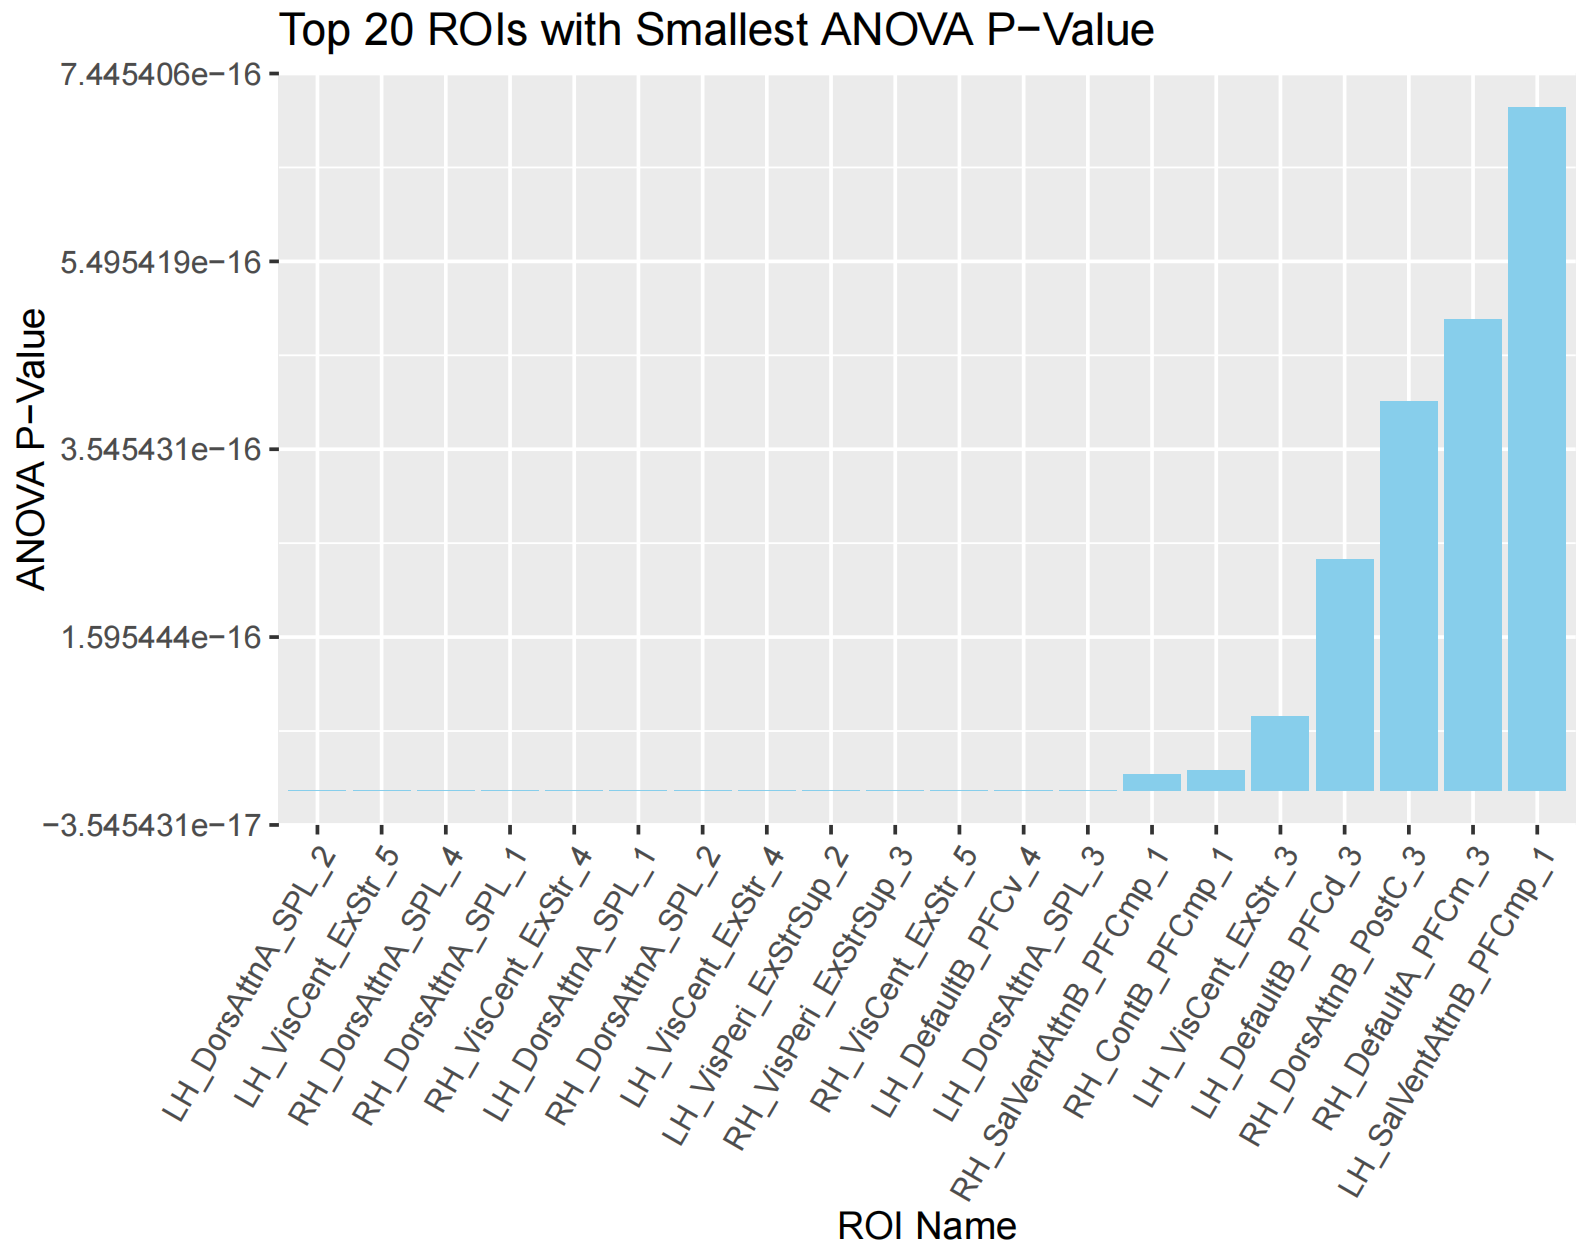 Top 20 ROIs with Smallest ANOVA P−Value
7.445406e−16
5.495419e−16
3.545431e−16
1.595444e−16
−3.545431e−17
ANOVA P−Value
LH_DorsAttnA_SPL_2
LH_VisCent_ExStr_5
RH_DorsAttnA_SPL_4
RH_DorsAttnA_SPL_1
RH_VisCent_ExStr_4
LH_DorsAttnA_SPL_1
RH_DorsAttnA_SPL_2
LH_VisCent_ExStr_4
LH_VisPeri_ExStrSup_2
RH_VisPeri_ExStrSup_3
RH_VisCent_ExStr_5
LH_DefaultB_PFCv_4
LH_DorsAttnA_SPL_3
RH_SalVentAttnB_PFCmp_1
RH_ContB_PFCmp_1
LH_VisCent_ExStr_3
LH_DefaultB_PFCd_3
RH_DorsAttnB_PostC_3
RH_DefaultA_PFCm_3
LH_SalVentAttnB_PFCmp_1
ROI Name